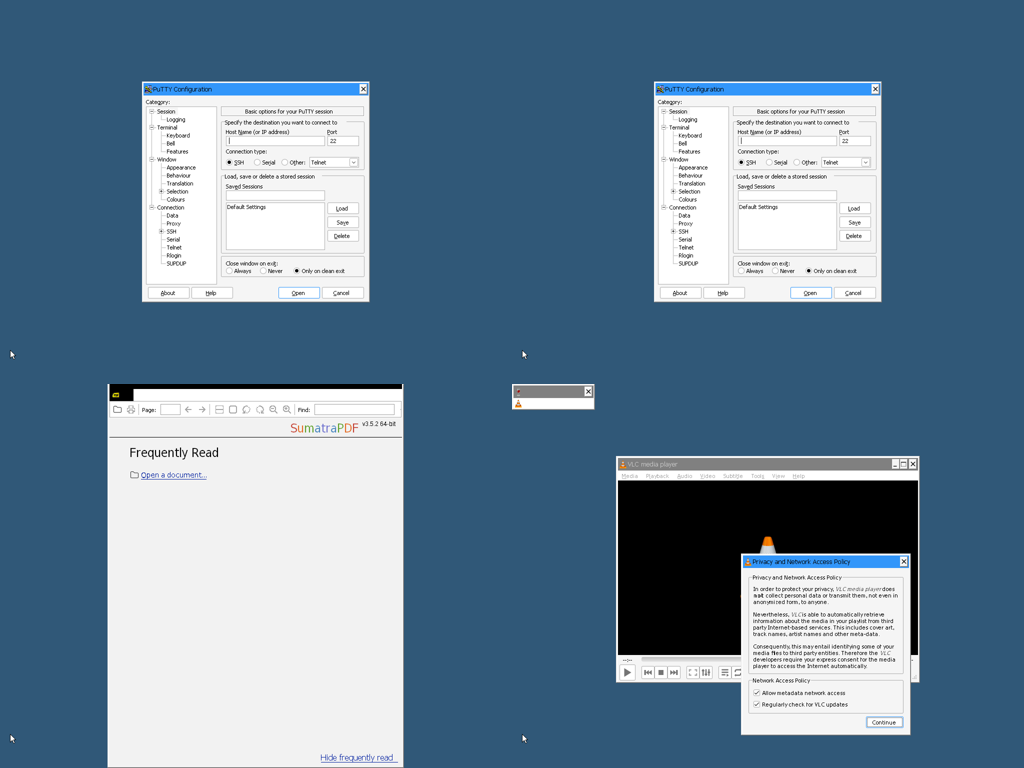 PuTTY Configuration
Category:
Session
Logging
Terminal
Keyboard
Bell
Features
Window
Appearance
Behaviour
Translation
Selection
Colours
Connection
Data
Proxy
SSH
Serial
Telnet
Rlogin
SUPDUP
Basic options for your PuTTY session
Specify the destination you want to connect to
Host Name (or IP address) Port
22
Connection type:
SSH Serial Other: Telnet
Load, save or delete a stored session
Saved Sessions
Default Settings
Load
Save
Delete
Close window on exit:
Always Never Only on clean exit
About Help Open Cancel
PuTTY Configuration
Category:
Session
Logging
Terminal
Keyboard
Bell
Features
Window
Appearance
Behaviour
Translation
Selection
Colours
Connection
Data
Proxy
SSH
Serial
Telnet
Rlogin
SUPDUP
Basic options for your PuTTY session
Specify the destination you want to connect to
Host Name (or IP address) Port
22
Connection type:
SSH Serial Other: Telnet
Load, save or delete a stored session
Saved Sessions
Default Settings
Load
Save
Delete
Close window on exit:
Always Never Only on clean exit
About Help Open Cancel
Page: Find:
SumatraPDF v3.5.2 64-bit
Frequently Read
Open a document...
Hide frequently read
VLC media player
Media Playback Audio Video Subtitle Tools View Help
--:--
Privacy and Network Access Policy
Privacy and Network Access Policy
In order to protect your privacy, VLC media player does
not collect personal data or transmit them, not even in
anonymized form, to anyone.
Nevertheless, VLC is able to automatically retrieve
information about the media in your playlist from third
party Internet-based services. This includes cover art,
track names, artist names and other meta-data.
Consequently, this may entail identifying some of your
media files to third party entities. Therefore the VLC
developers require your express consent for the media
player to access the Internet automatically.
Network Access Policy
Allow metadata network access
Regularly check for VLC updates
Continue